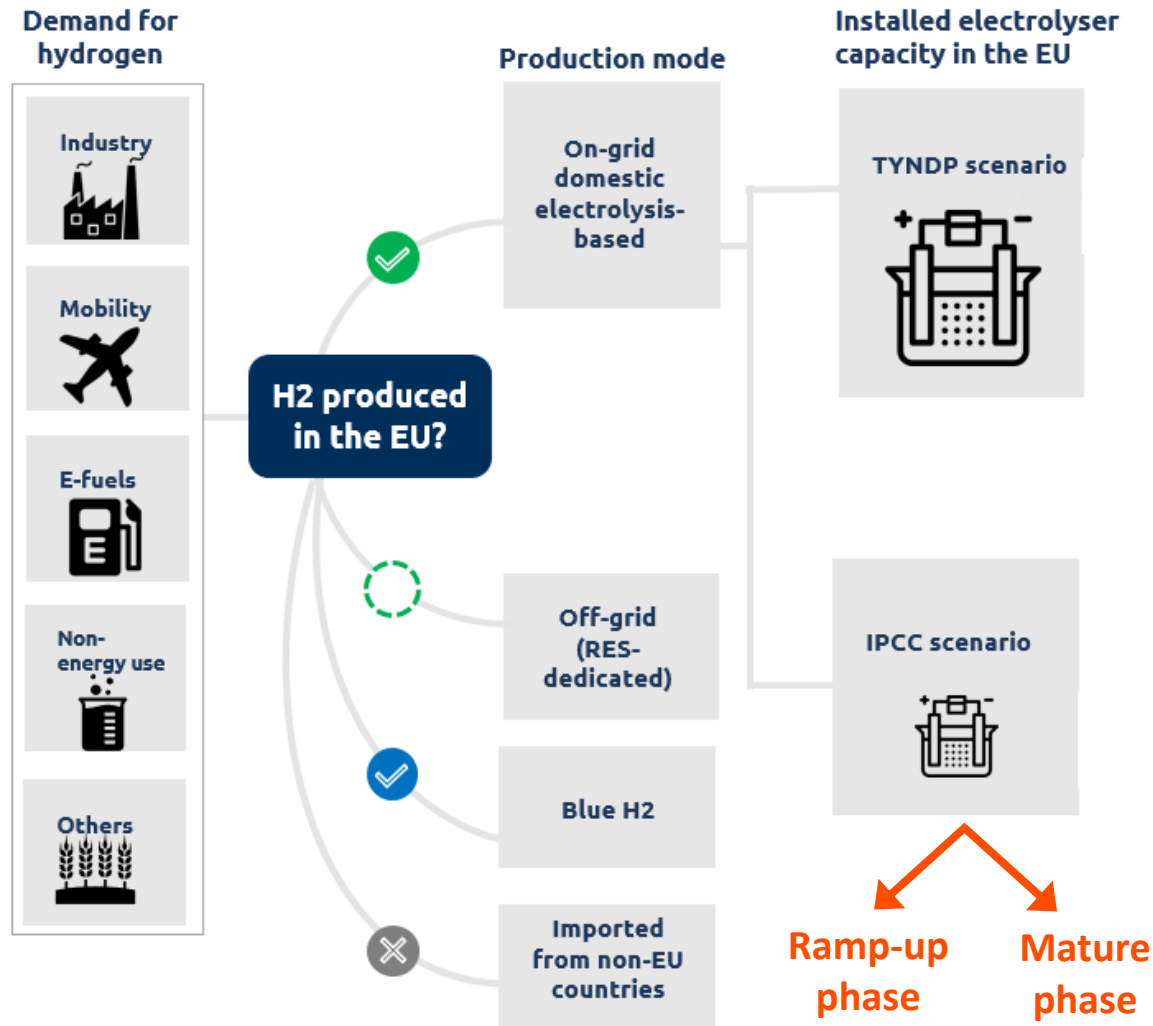 Demand for
hydrogen
Industry
Mobility
E-fuels
E
Non-
energy use
Others
H2 produced
in the EU?
Production mode
On-grid
domestic
electrolysis-
based
Off-grid
(RES-
dedicated)
Blue H2
Imported
from non-EU
countries
Installed electrolyser
capacity in the EU
TYNDP scenario
+ −
IPCC scenario
+ −
Ramp-up
phase
Mature
phase